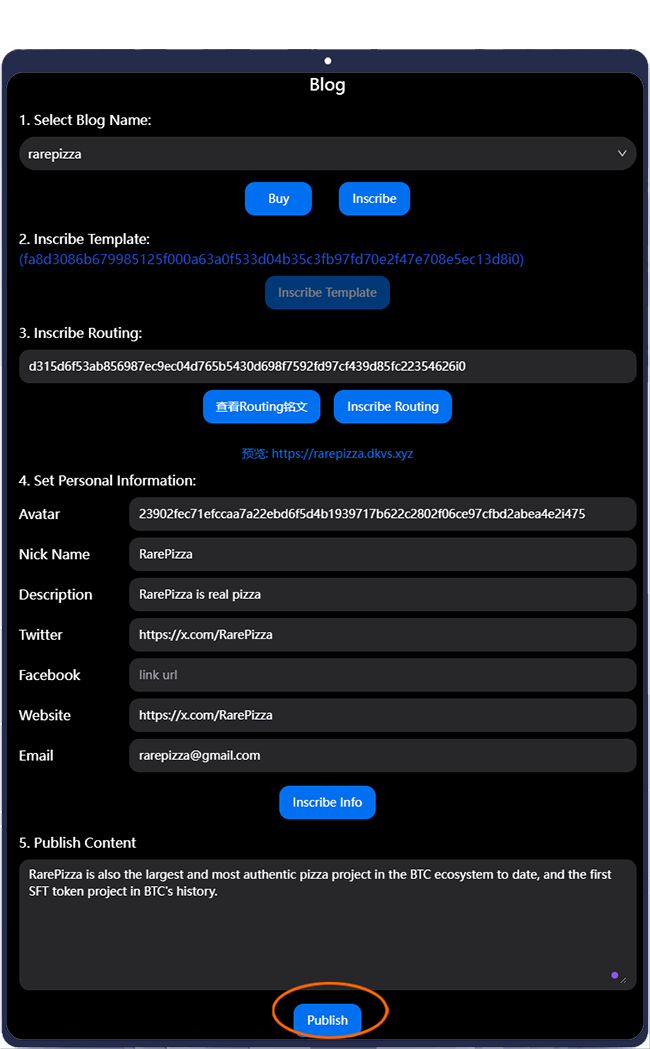 Blog
1. Select Blog Name:
rarepizza
Buy Inscribe
2. Inscribe Template:
(fa8d3086b679985125f000a63a0f533d04b35c3fb97fd70e2f47e708e5ec13d8i0)
Inscribe Template
3. Inscribe Routing:
d315d6f53ab856987ec9ec04d765b5430d698f7592fd97cf439d85fc22354626i0
查看Routing铭文 Inscribe Routing
预览: https://rarepizza.dkvs.xyz
4. Set Personal Information:
Avatar 23902fec71efccaa7a22ebd6f5d4b1939717b622c2802f06ce97cfbd2abea4e2i475
Nick Name RarePizza
Description RarePizza is real pizza
Twitter https://x.com/RarePizza
Facebook link url
Website https://x.com/RarePizza
Email rarepizza@gmail.com
Inscribe Info
5. Publish Content
RarePizza is also the largest and most authentic pizza project in the BTC ecosystem to date, and the first
SFT token project in BTC's history.
Publish